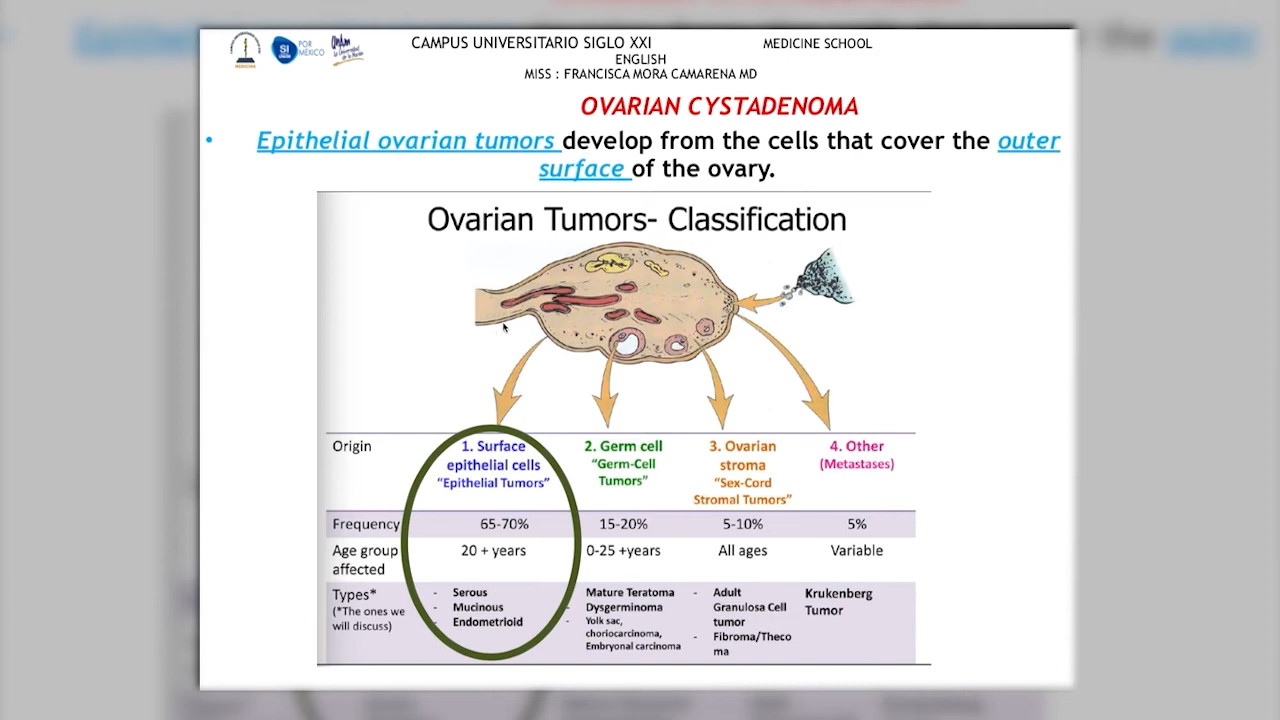 CAMPUS UNIVERSITARIO SIGLO XXI MEDICINE SCHOOL
ENGLISH
MISS : FRANCISCA MORA CAMARENA MD
MEDICINE
SI
POR MÉXICO
OVARIAN CYSTADENOMA
• Epithelial ovarian tumors develop from the cells that cover the outer
surface of the ovary.
Ovarian Tumors- Classification
Origin
1. Surface
epithelial cells
"Epithelial Tumors"
2. Germ cell
"Germ-Cell
Tumors"
3. Ovarian
stroma
"Sex-Cord
Stromal Tumors"
4. Other
(Metastases)
Frequency 65-70% 15-20% 5-10% 5%
Age group
affected
20 + years 0-25 +years All ages Variable
Types*
(*The ones we
will discuss)
- Serous
- Mucinous
- Endometrioid
Mature Teratoma
- Dysgerminoma
- Yolk sac,
choriocarcinoma,
Embryonal carcinoma
- Adult
Granulosa Cell
tumor
- Fibroma/Theco
ma
Krukenberg
Tumor